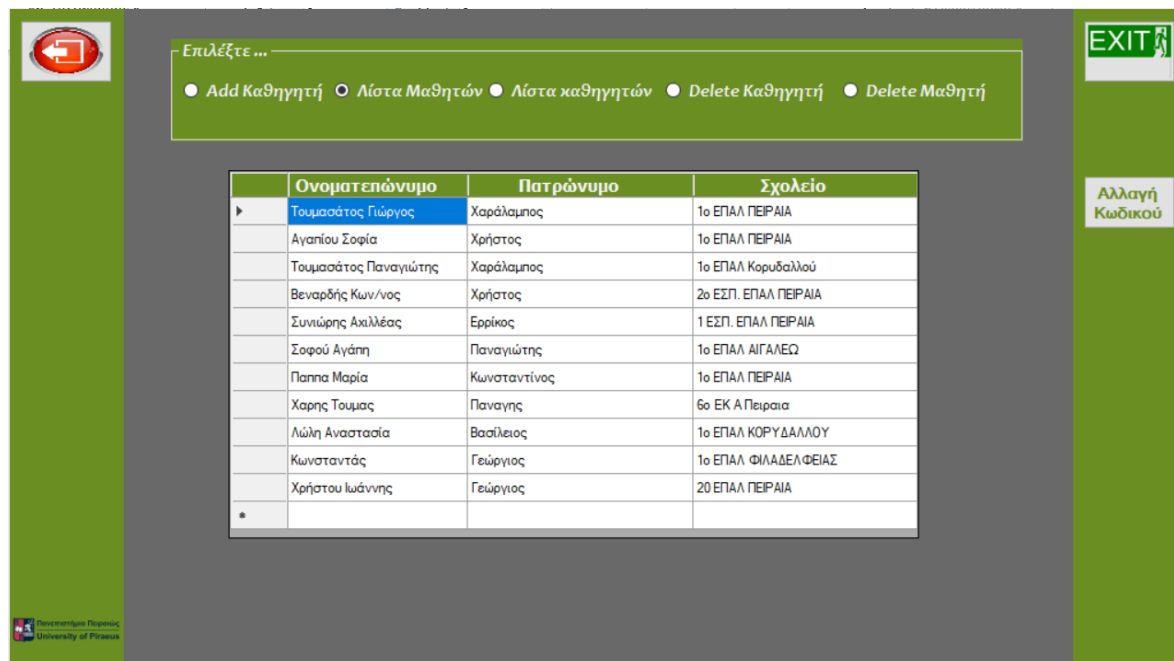 EXIT
Επιλέξτε ...
Add Καθηγητή Λίστα Μαθητών Λίστα καθηγητών Delete Καθηγητή Delete Μαθητή
Αλλαγή
Κωδικού
Ονοματεπώνυμο Πατρώνυμο Σχολείο
Τουμασάτος Γιώργος Χαράλαμπος 1ο ΕΠΑΛ ΠΕΙΡΑΙΑ
Αγαπίου Σοφία Χρήστος 1ο ΕΠΑΛ ΠΕΙΡΑΙΑ
Τουμασάτος Παναγιώτης Χαράλαμπος 1ο ΕΠΑΛ Κορυδαλλού
Βεναρδής Κων/νος Χρήστος 2ο ΕΣΠ. ΕΠΑΛ ΠΕΙΡΑΙΑ
Συνιώρης Αχιλλέας Ερρίκος 1 ΕΣΠ. ΕΠΑΛ ΠΕΙΡΑΙΑ
Σοφού Αγάπη Παναγιώτης 1ο ΕΠΑΛ ΑΙΓΑΛΕΩ
Παππα Μαρία Κωνσταντίνος 1ο ΕΠΑΛ ΠΕΙΡΑΙΑ
Χαρης Τουμας Παναγης 6ο ΕΚ Α Πειραια
Λώλη Αναστασία Βασίλειος 1ο ΕΠΑΛ ΚΟΡΥΔΑΛΛΟΥ
Κωνσταντάς Γεώργιος 1ο ΕΠΑΛ ΦΙΛΑΔΕΛΦΕΙΑΣ
Χρήστου Ιωάννης Γεώργιος 20 ΕΠΑΛ ΠΕΙΡΑΙΑ
Πανεπιστήμιο Πειραιώς
University of Piraeus